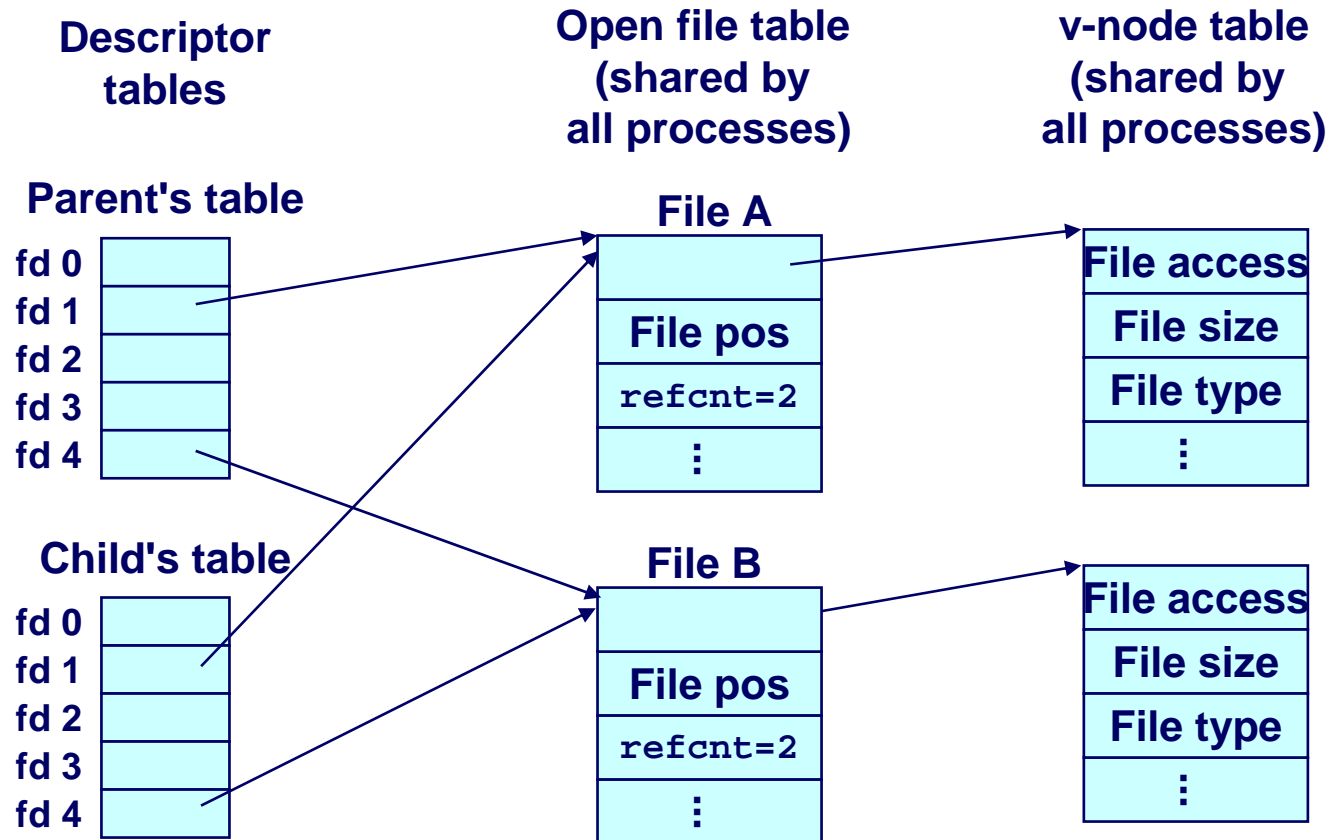 Descriptor
tables
Open file table
(shared by
all processes)
v-node table
(shared by
all processes)
Parent's table
fd 0
fd 1
fd 2
fd 3
fd 4
File A
File pos
refcnt=2
⋮
File access
File size
File type
⋮
Child's table
fd 0
fd 1
fd 2
fd 3
fd 4
File B
File pos
refcnt=2
⋮
File access
File size
File type
⋮